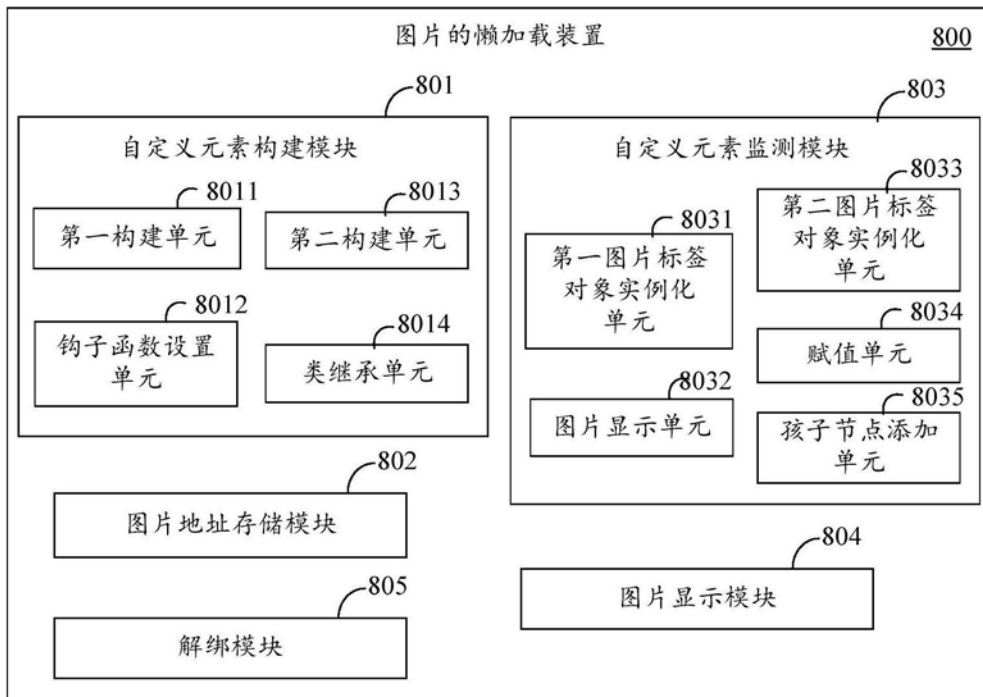 图片的懒加载装置
800
801
自定义元素构建模块
8011
第一构建单元
8013
第二构建单元
8012
钩子函数设置
单元
8014
类继承单元
803
自定义元素监测模块
8031
第一图片标签
对象实例化
单元
8033
第二图片标签
对象实例化
单元
8034
赋值单元
8032
图片显示单元
8035
孩子节点添加
单元
802
图片地址存储模块
804
图片显示模块
805
解绑模块